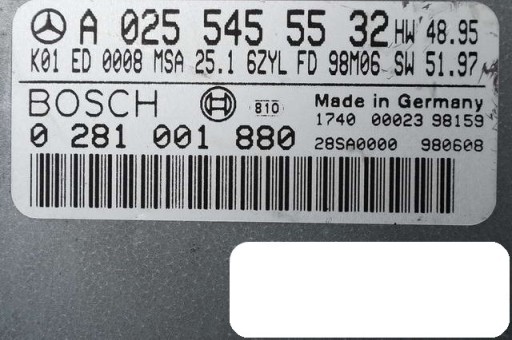 A 025 545 55 32 HW 48.95
K01 ED 0008 MSA 25.1 6ZYL FD 98M06 SW 51.97
BOSCH 810 Made in Germany
1740 00023 98159
0 281 001 880 28SA0000 980608